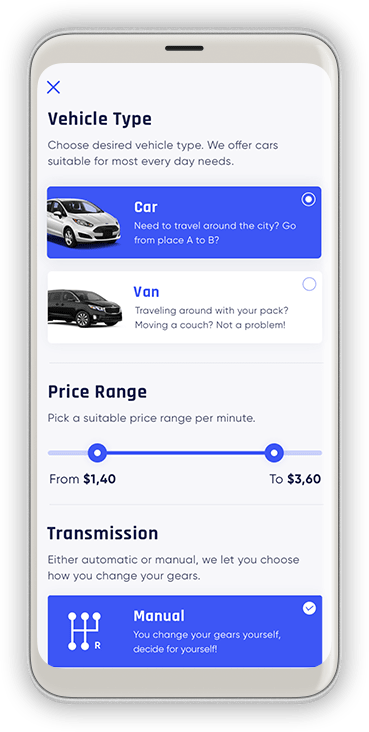 Vehicle Type
Choose desired vehicle type. We offer cars
suitable for most every day needs.
Car
Need to travel around the city? Go
from place A to B?
Van
Traveling around with your pack?
Moving a couch? Not a problem!
Price Range
Pick a suitable price range per minute.
From $1,40
To $3,60
Transmission
Either automatic or manual, we let you choose
how you change your gears.
R
Manual
You change your gears yourself,
decide for yourself!